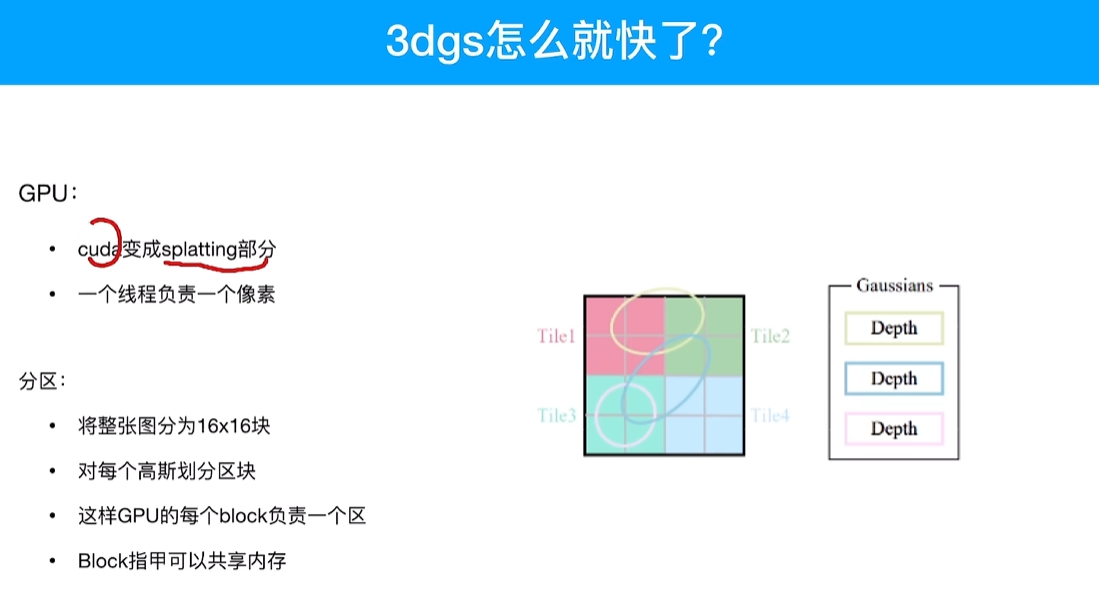 3dgs怎么就快了？
GPU：
• cuda变成splatting部分
• 一个线程负责一个像素
分区：
• 将整张图分为16x16块
• 对每个高斯划分区块
• 这样GPU的每个block负责一个区
• Block指甲可以共享内存
Tile1
Tile2
Tile3
Tile4
Gaussians
Depth
Depth
Depth